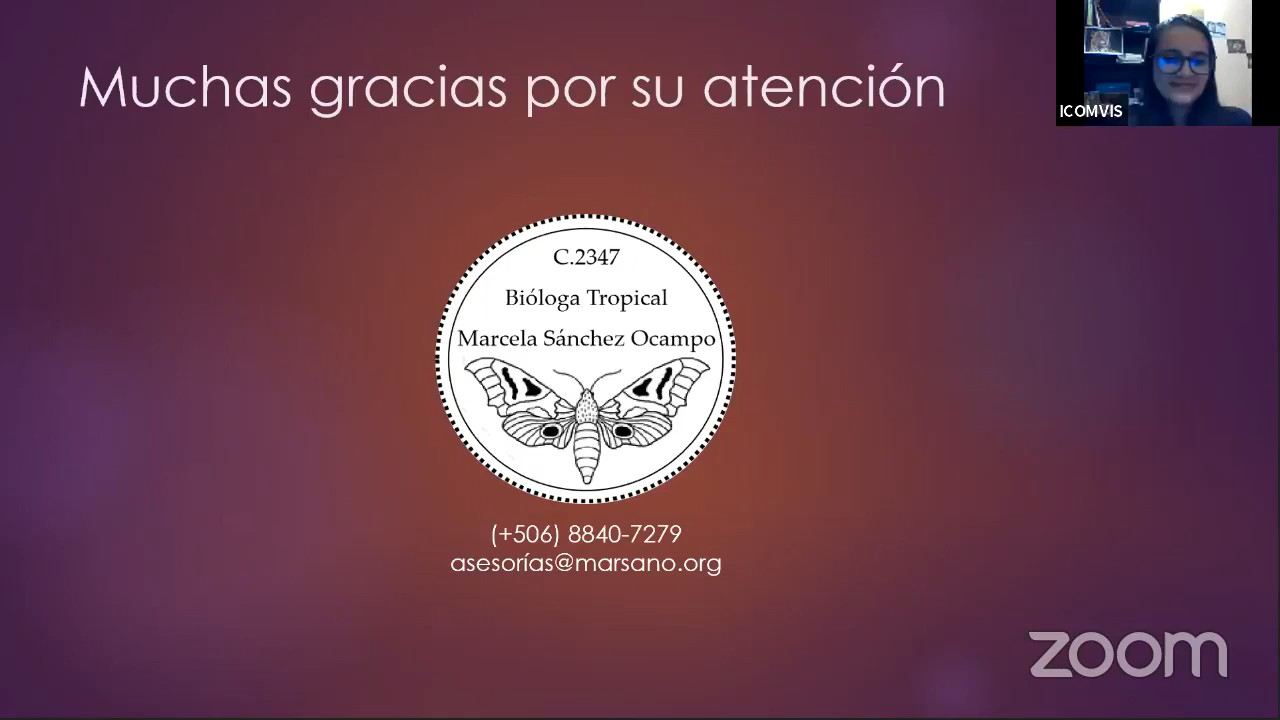 Muchas gracias por su atención
ICOMVIS
C.2347
Bióloga Tropical
Marcela Sánchez Ocampo
(+506) 8840-7279
asesorías@marsano.org
zoom